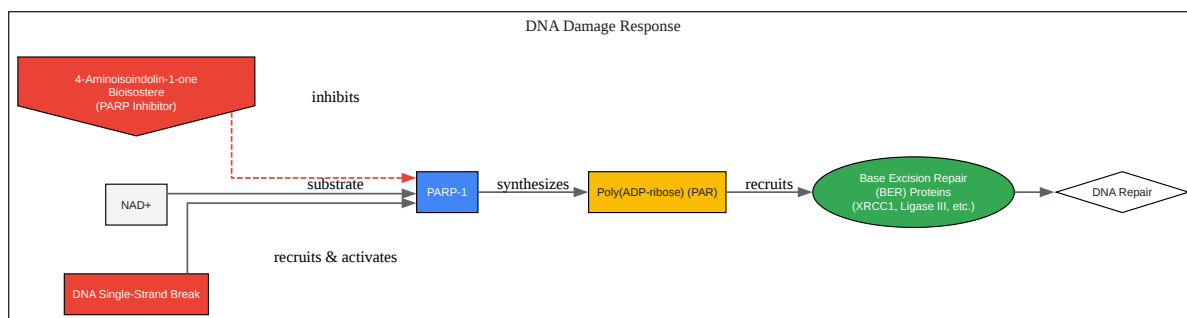 DNA Damage Response
4-Aminoisoindolin-1-one
Bioisostere
(PARP Inhibitor)
inhibits
NAD+
substrate
PARP-1
synthesizes
Poly(ADP-ribose) (PAR)
recruits
Base Excision Repair
(BER) Proteins
(XRCC1, Ligase III, etc.)
DNA Repair
recruits & activates
DNA Single-Strand Break